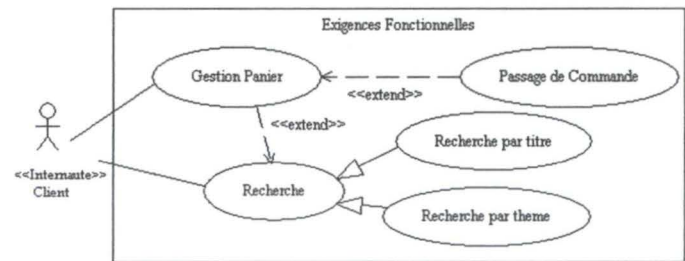 Exigences Fonctionnelles
Gestion Panier
Passage de Commande
<<extend>>
<<extend>>
Recherche par titre
<<Internaute>>
Client
Recherche
Recherche par theme